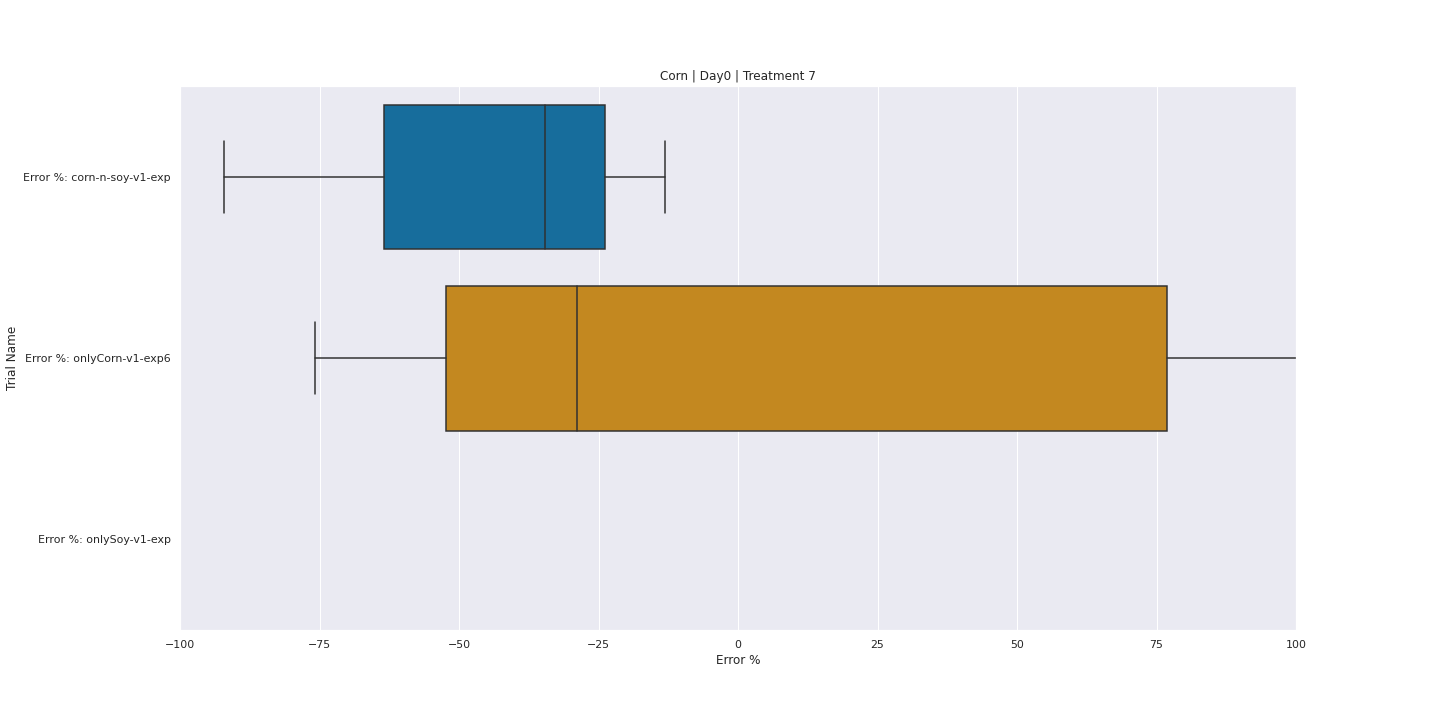 Corn | Day0 | Treatment 7
Trial Name
Error %: corn-n-soy-v1-exp
Error %: onlyCorn-v1-exp6
Error %: onlySoy-v1-exp
−100 −75 −50 −25 0 25 50 75 100
Error %